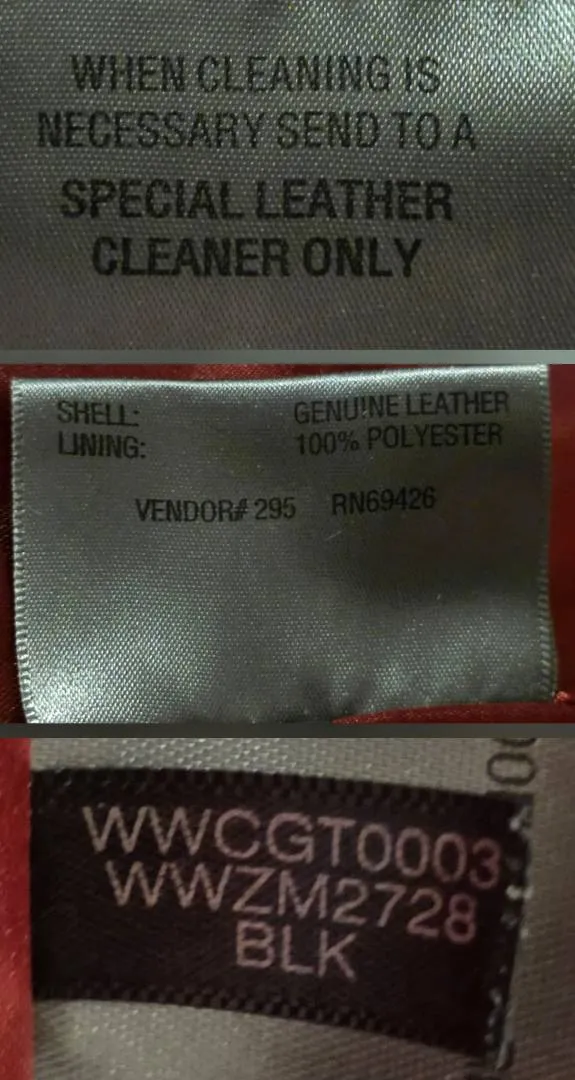 WHEN CLEANING IS
NECESSARY SEND TO A
SPECIAL LEATHER
CLEANER ONLY
SHELL: GENUINE LEATHER
LINING: 100% POLYESTER
VENDOR# 295 RN69426
WWCGT0003
WWZM2728
BLK